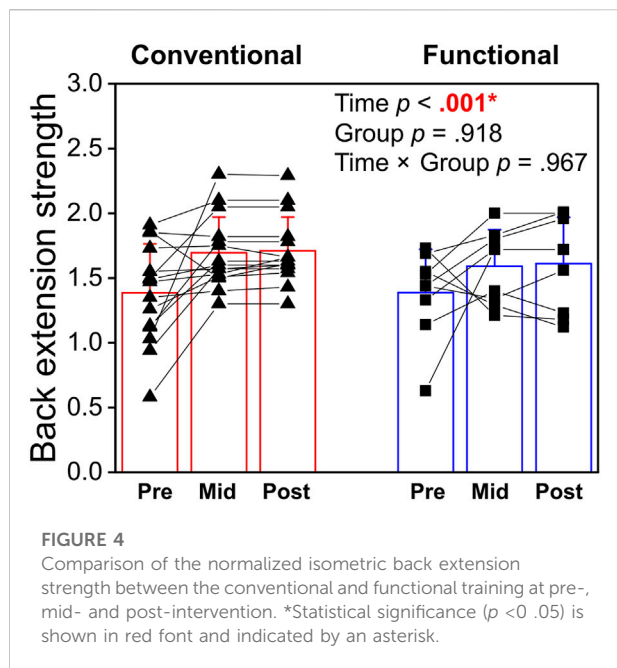 Conventional Functional
3.0
2.5
2.0
1.5
1.0
0.5
0.0
Back extension strength
Time p < .001*
Group p = .918
Time × Group p = .967
Pre Mid Post Pre Mid Post
FIGURE 4
Comparison of the normalized isometric back extension
strength between the conventional and functional training at pre-,
mid- and post-intervention. *Statistical significance (p <0 .05) is
shown in red font and indicated by an asterisk.